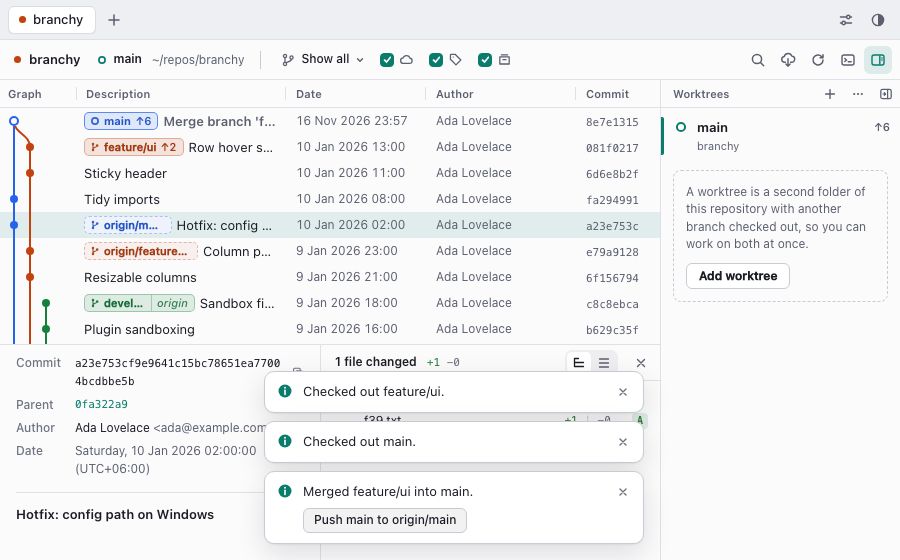 branchy
branchy main ~/repos/branchy Show all
Graph Description Date Author Commit Worktrees
main ↑6 Merge branch 'f... 16 Nov 2026 23:57 Ada Lovelace 8e7e1315
feature/ui ↑2 Row hover s... 10 Jan 2026 13:00 Ada Lovelace 081f0217
Sticky header 10 Jan 2026 11:00 Ada Lovelace 6d6e8b2f
Tidy imports 10 Jan 2026 08:00 Ada Lovelace fa294991
origin/m... Hotfix: config ... 10 Jan 2026 02:00 Ada Lovelace a23e753c
origin/feature... Column p... 9 Jan 2026 23:00 Ada Lovelace e79a9128
Resizable columns 9 Jan 2026 21:00 Ada Lovelace 6f156794
devel... origin Sandbox fi... 9 Jan 2026 18:00 Ada Lovelace c8c8ebca
Plugin sandboxing 9 Jan 2026 16:00 Ada Lovelace b629c35f
main ↑6
branchy
A worktree is a second folder of
this repository with another
branch checked out, so you can
work on both at once.
Add worktree
Commit a23e753cf9e9641c15bc78651ea7700
4bcdbbe5b
Parent 0fa322a9
Author Ada Lovelace <ada@example.com
Date Saturday, 10 Jan 2026 02:00:00
(UTC+06:00)
Hotfix: config path on Windows
1 file changed +1 −0
f39.txt +1 −0 A
Checked out feature/ui.
Checked out main.
Merged feature/ui into main.
Push main to origin/main